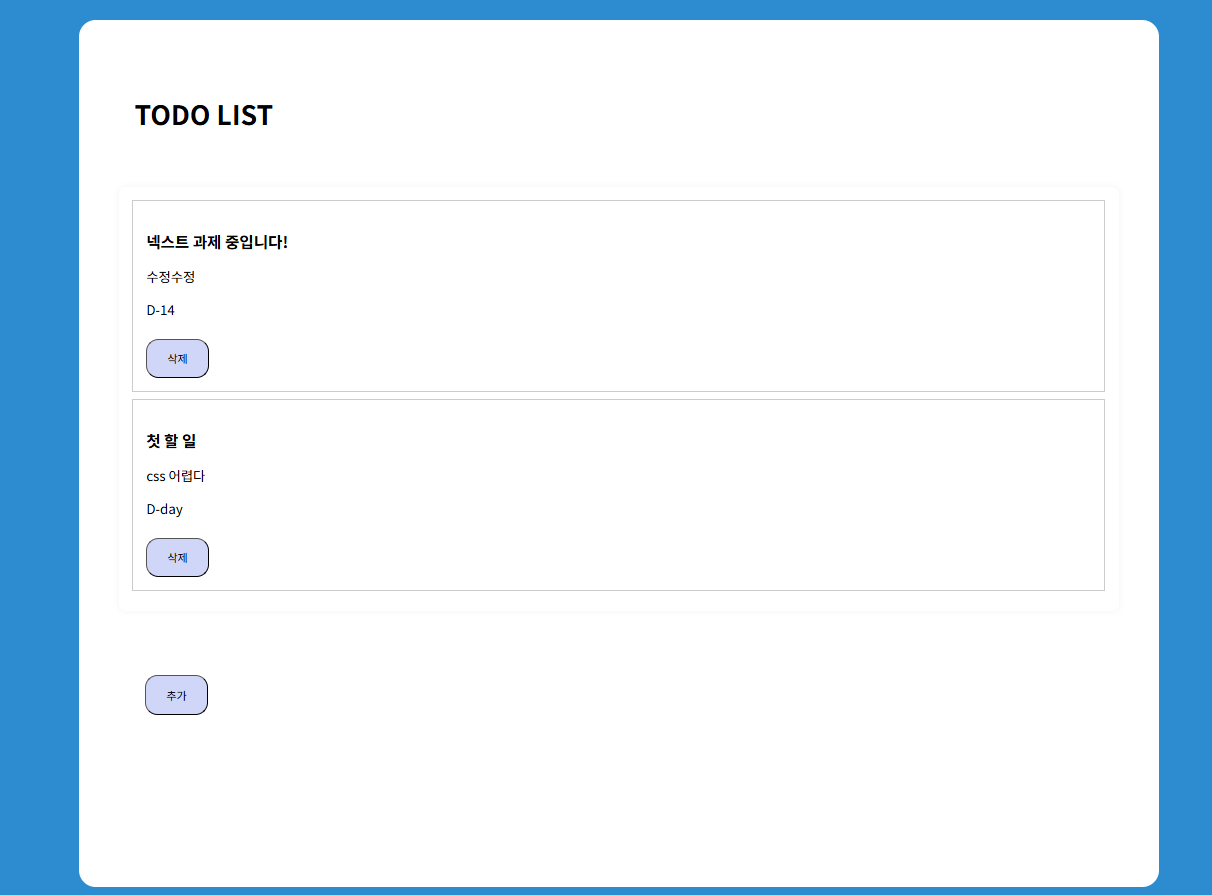 TODO LIST
넥스트 과제 중입니다!
수정수정
D-14
삭제
첫 할 일
css 어렵다
D-day
삭제
추가